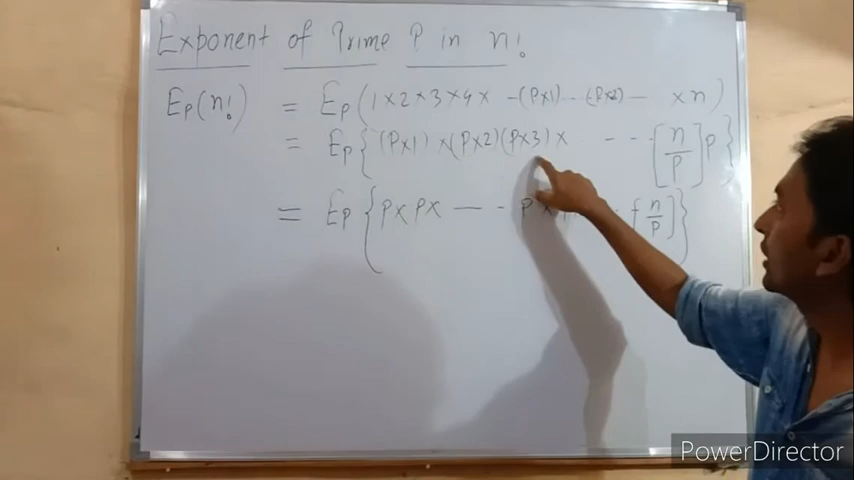 Exponent of Prime P in n!
Ep(n!) = Ep(1×2×3×4× -(P×1)--(P×2)- ×n)
= Ep{(P×1)×(P×2)(P×3)× --- [n/P]P}
= Ep{P×P× --- P×
[n/P]}
PowerDirector